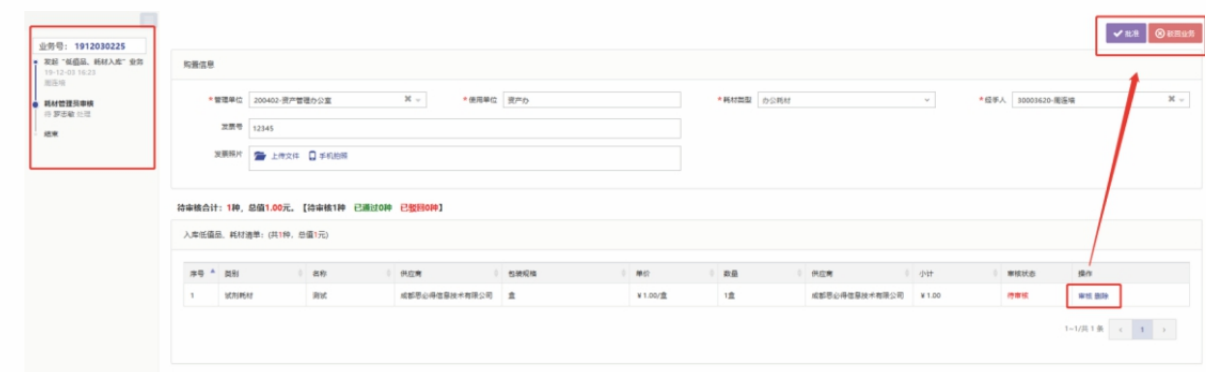 业务号: 1912030225
发起“低值品、耗材入库”业务
19-12-03 16:23
耗材管理员审核
待 罗志敏 处理
结束
批准 驳回业务
购置信息
*管理单位 200402-资产管理办公室 *使用单位 资产办 *耗材类型 办公耗材 *经手人 30003620-
发票号 12345
发票照片 上传文件 手机拍照
待审核合计: 1种, 总值1.00元。【待审核1种 已通过0种 已驳回0种】
入库低值品、耗材清单: (共1种, 总值1元)
序号 类别 名称 供应商 包装规格 单价 数量 供应商 小计 审核状态 操作
1 试剂耗材 测试 成都思必得信息技术有限公司 盒 ¥1.00/盒 1盒 成都思必得信息技术有限公司 ¥1.00 待审核 审核 删除
1-1/共 1 条 ‹ 1 ›